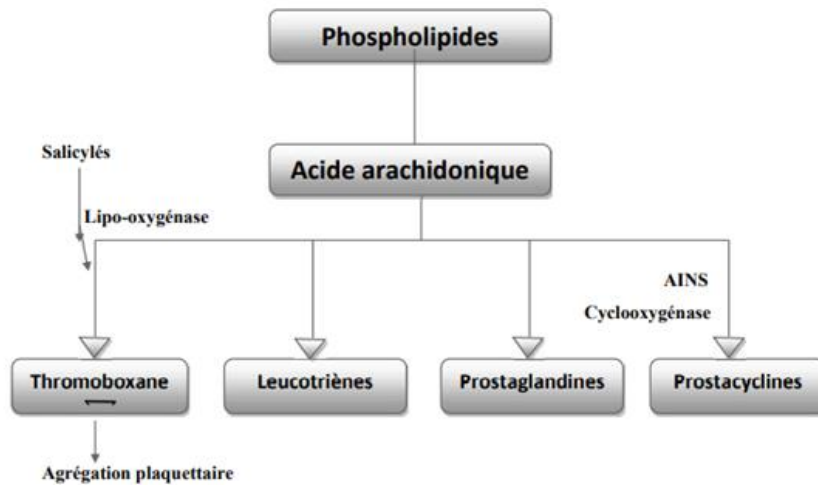 Phospholipides
Salicylés
Acide arachidonique
Lipo-oxygénase
AINS
Cyclooxygénase
Thromoboxane
Leucotriènes
Prostaglandines
Prostacyclines
Agrégation plaquettaire